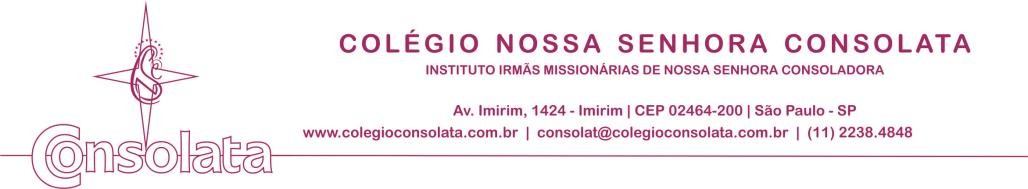 COLÉGIO NOSSA SENHORA CONSOLATA
INSTITUTO IRMÃS MISSIONÁRIAS DE NOSSA SENHORA CONSOLADORA
Av. Imirim, 1424 - Imirim | CEP 02464-200 | São Paulo - SP
www.colegioconsolata.com.br | consolat@colegioconsolata.com.br | (11) 2238.4848
Consolata